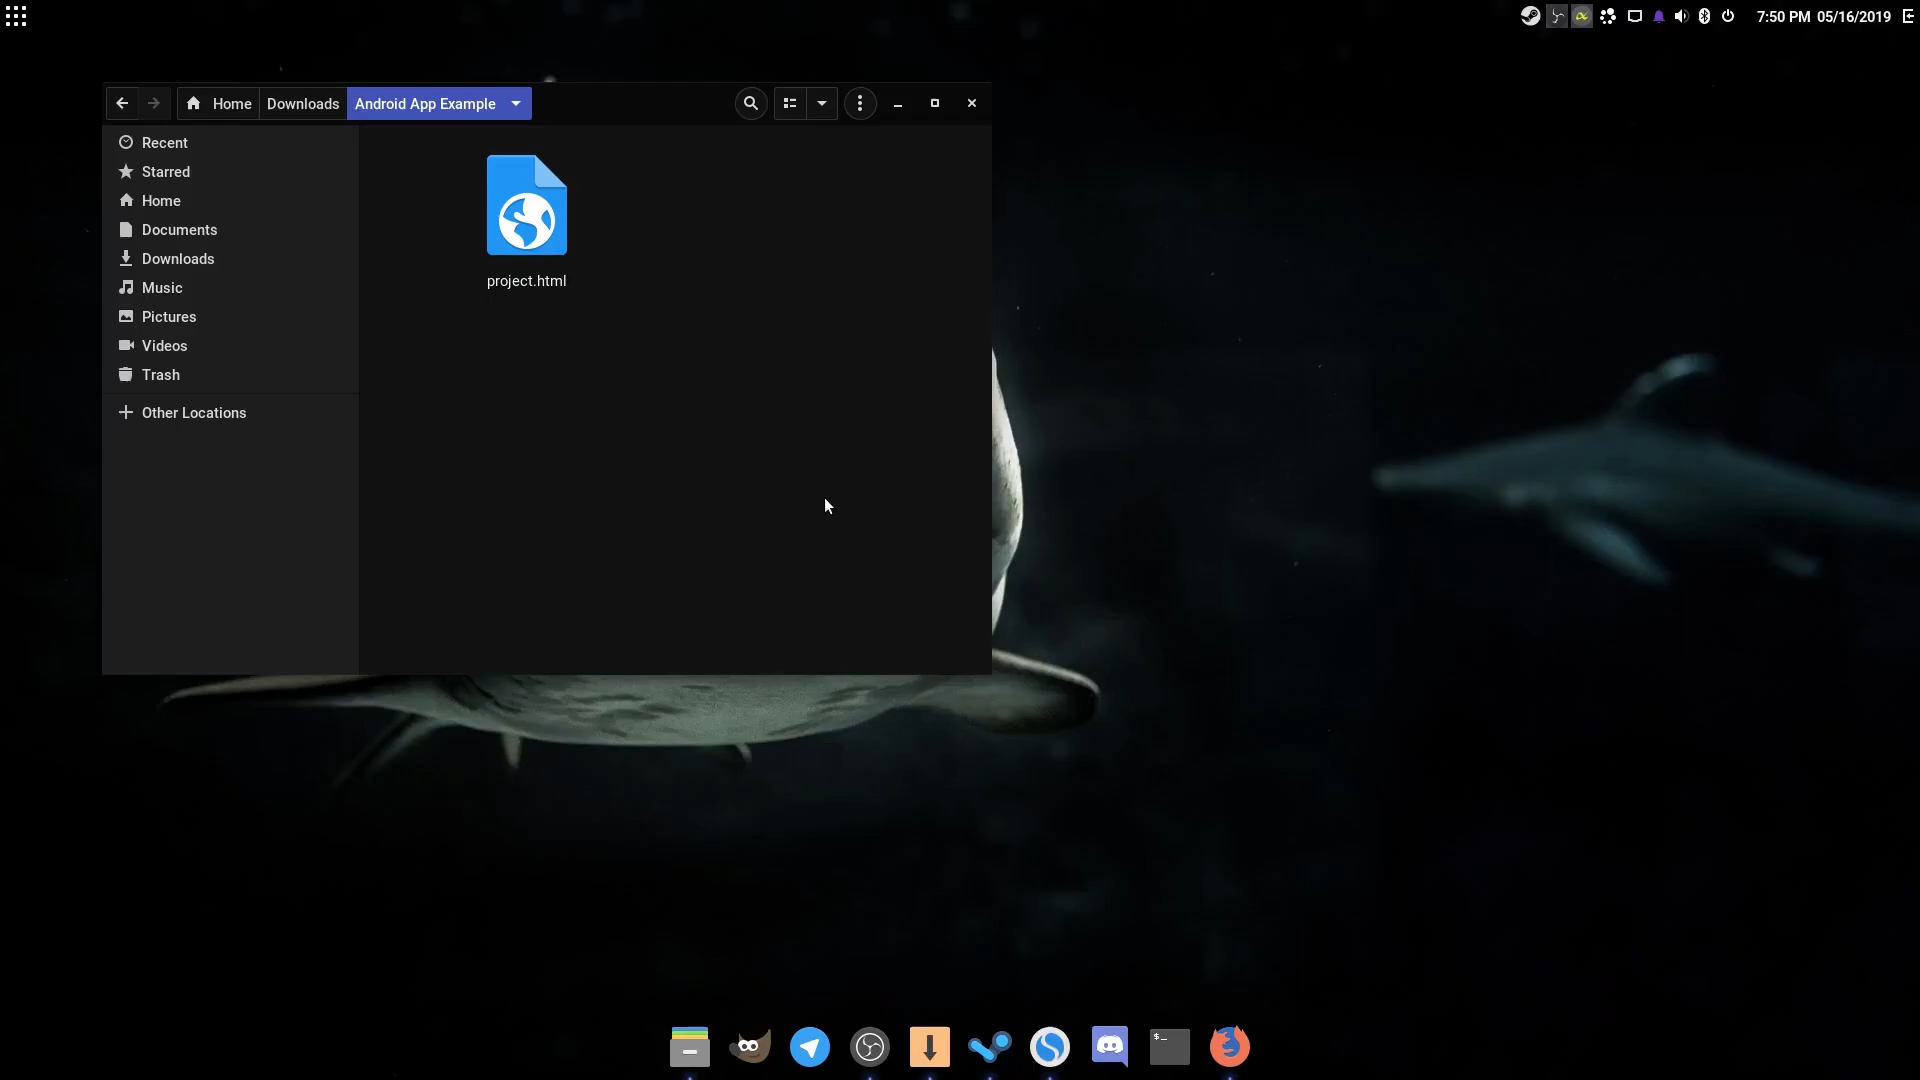 7:50 PM 05/16/2019
Home Downloads Android App Example
Recent
Starred
Home
Documents
Downloads
Music
Pictures
Videos
Trash
Other Locations
project.html
$_